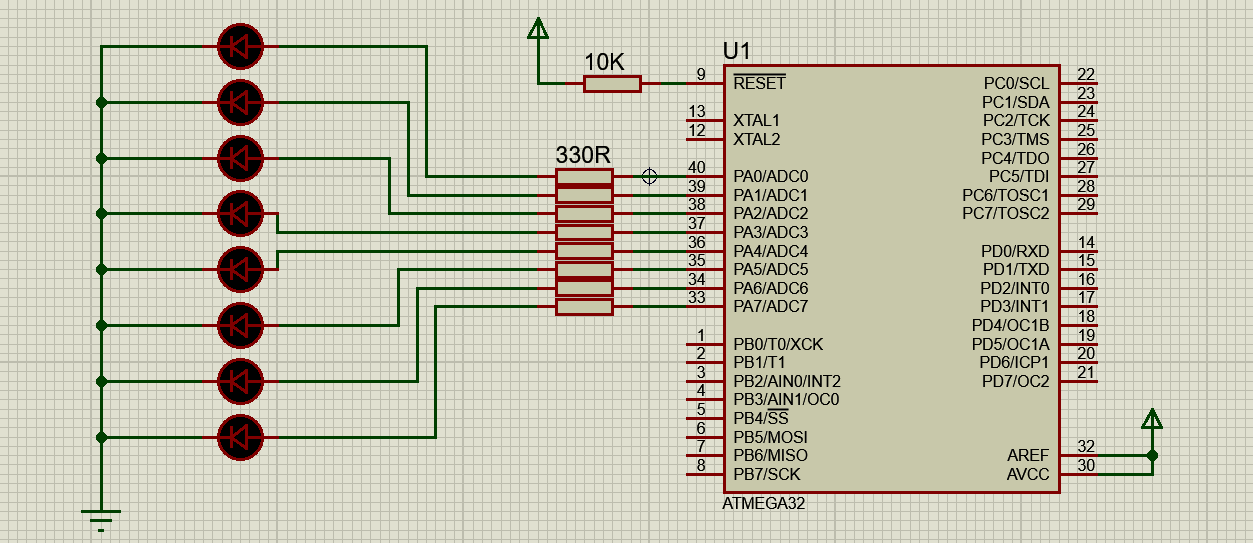 10K
330R
U1
9 RESET
13 XTAL1
12 XTAL2
40 PA0/ADC0
39 PA1/ADC1
38 PA2/ADC2
37 PA3/ADC3
36 PA4/ADC4
35 PA5/ADC5
34 PA6/ADC6
33 PA7/ADC7
1 PB0/T0/XCK
2 PB1/T1
3 PB2/AIN0/INT2
4 PB3/AIN1/OC0
5 PB4/SS
6 PB5/MOSI
7 PB6/MISO
8 PB7/SCK
PC0/SCL 22
PC1/SDA 23
PC2/TCK 24
PC3/TMS 25
PC4/TDO 26
PC5/TDI 27
PC6/TOSC1 28
PC7/TOSC2 29
PD0/RXD 14
PD1/TXD 15
PD2/INT0 16
PD3/INT1 17
PD4/OC1B 18
PD5/OC1A 19
PD6/ICP1 20
PD7/OC2 21
AREF 32
AVCC 30
ATMEGA32